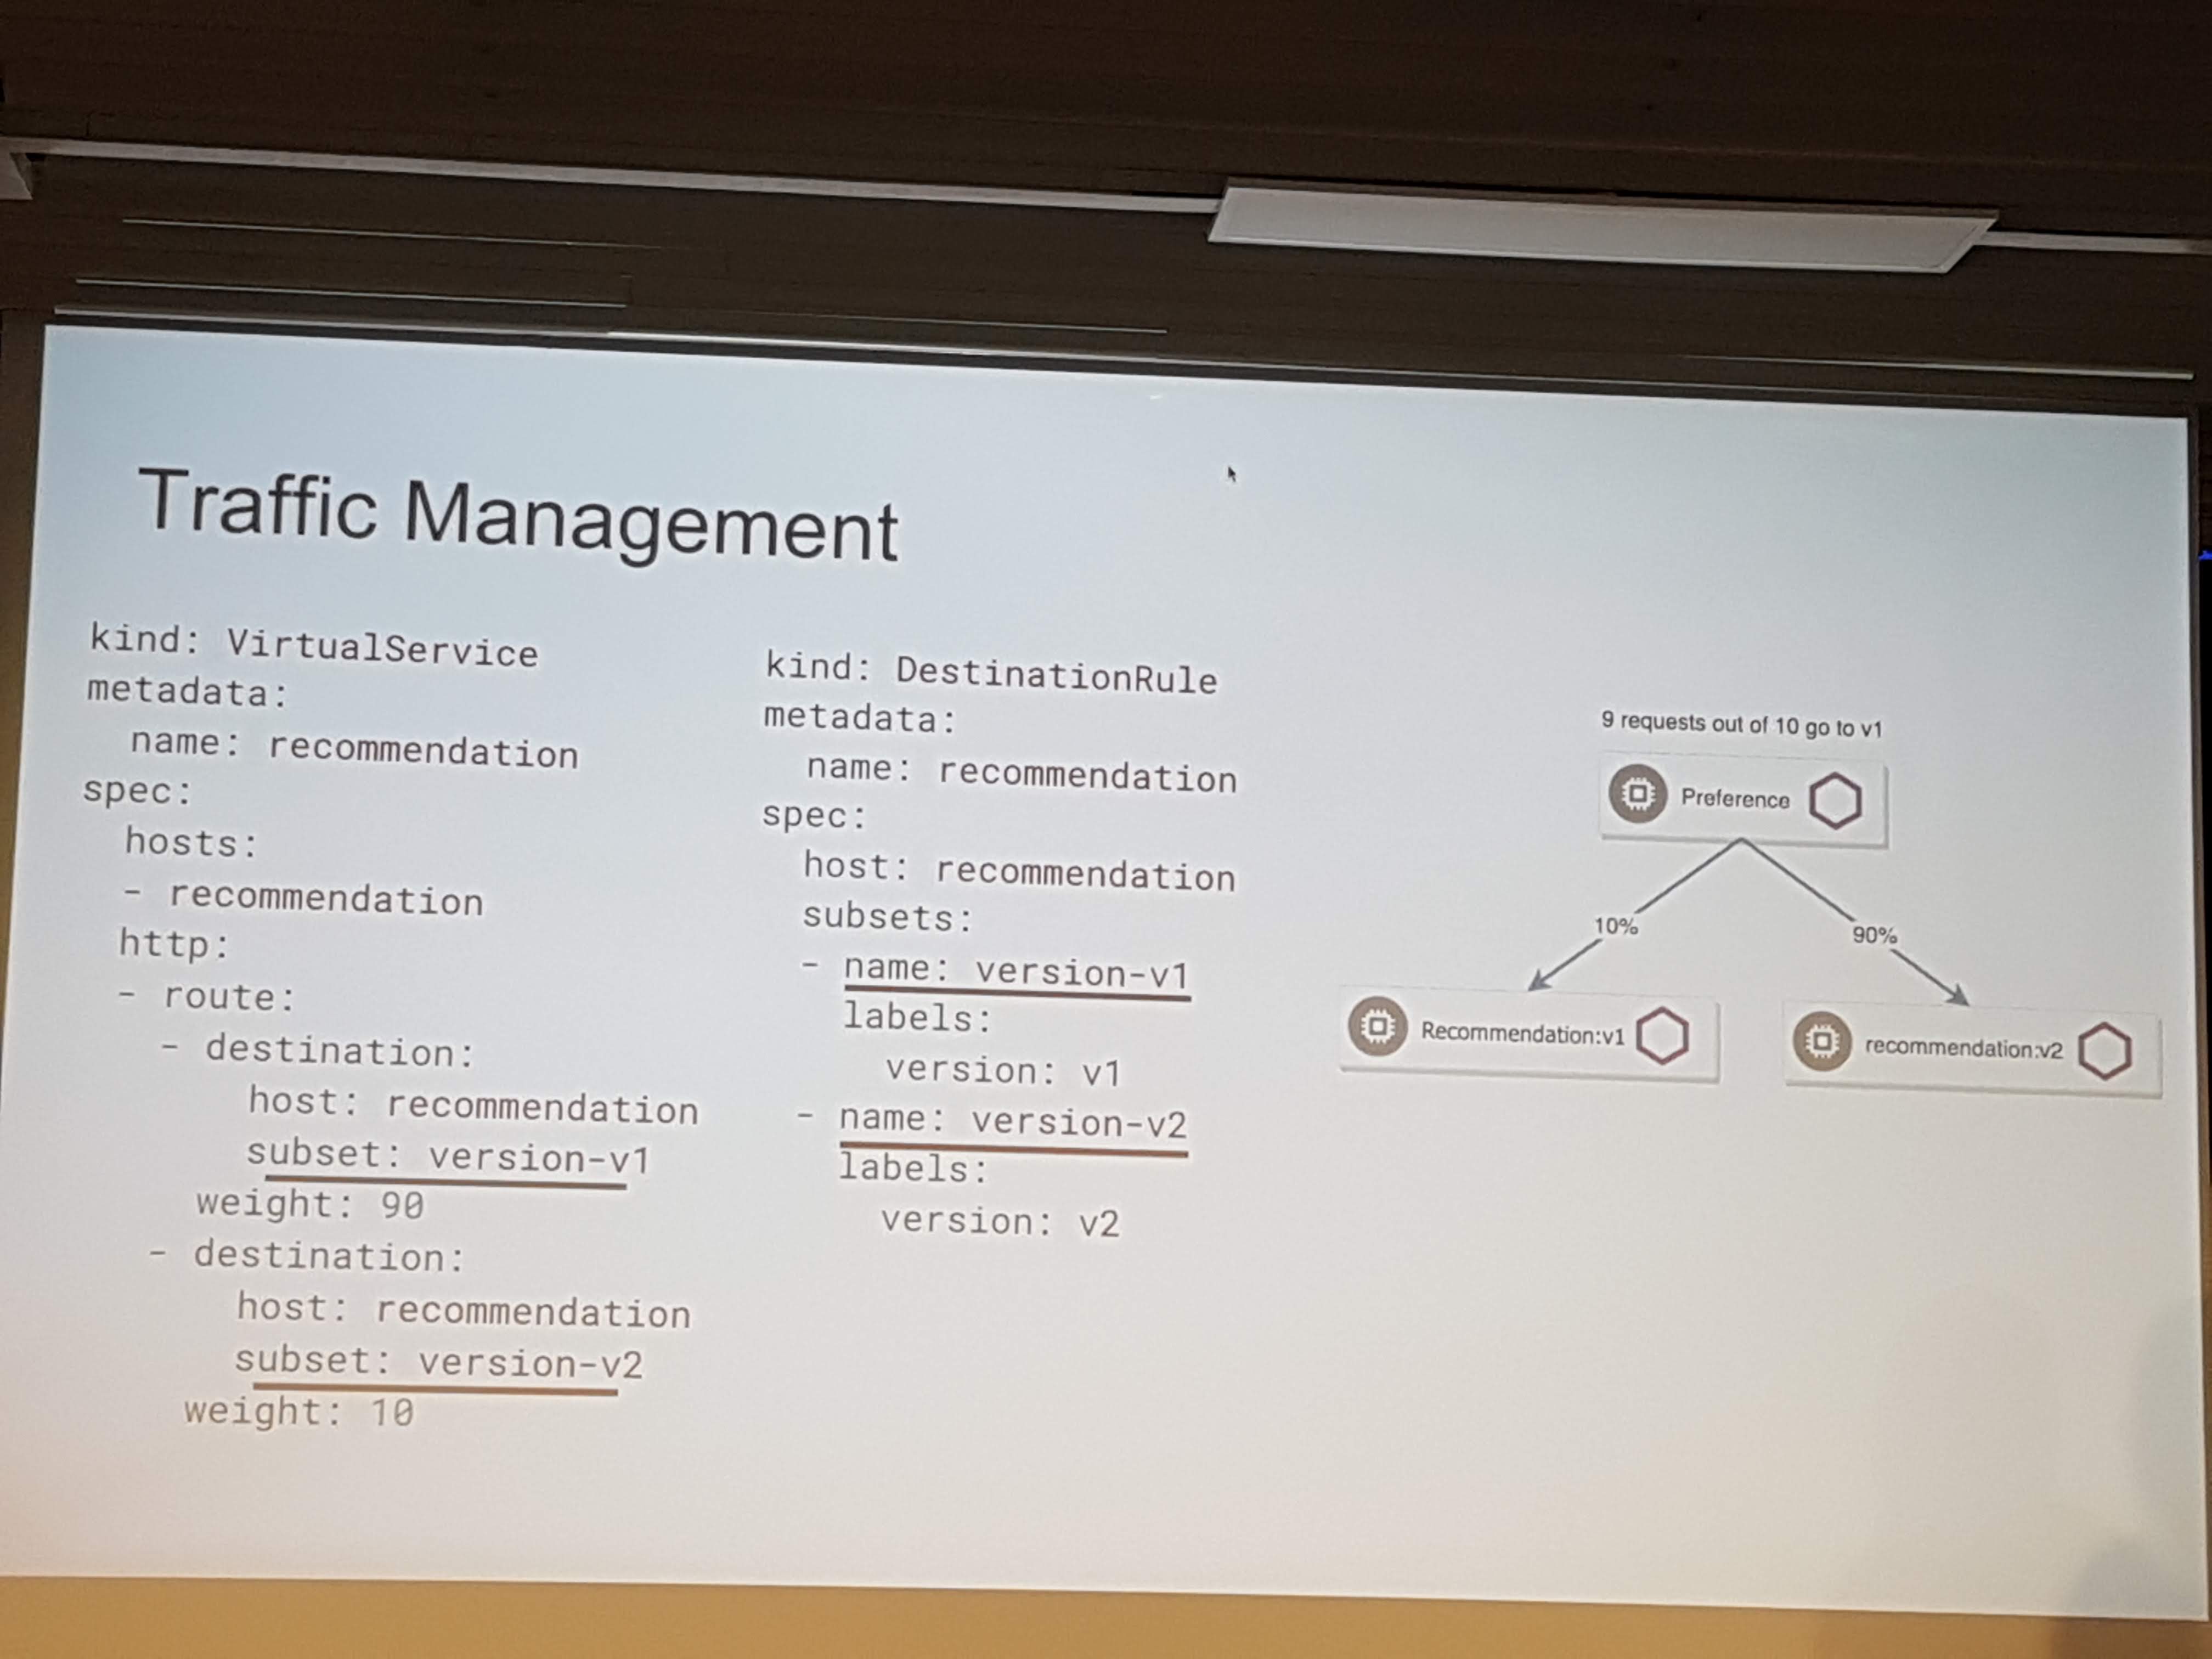 Traffic Management
kind: VirtualService
metadata:
  name: recommendation
spec:
  hosts:
  - recommendation
  http:
  - route:
    - destination:
        host: recommendation
        subset: version-v1
      weight: 90
    - destination:
        host: recommendation
        subset: version-v2
      weight: 10
kind: DestinationRule
metadata:
  name: recommendation
spec:
  host: recommendation
  subsets:
  - name: version-v1
    labels:
      version: v1
  - name: version-v2
    labels:
      version: v2
9 requests out of 10 go to v1
Preference
10%
90%
Recommendation:v1
recommendation:v2